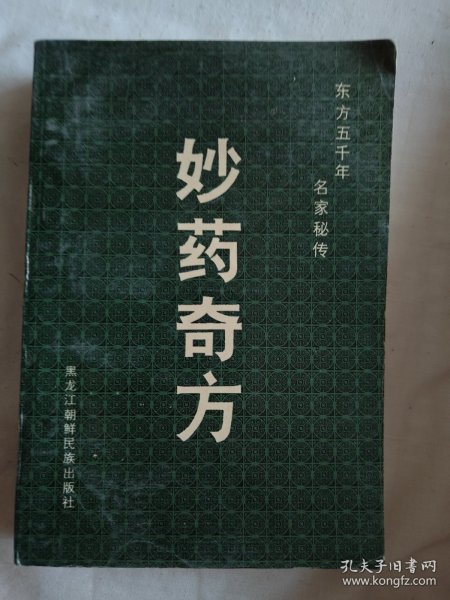 东方五千年
名家秘传
妙药奇方
黑龙江朝鲜民族出版社
孔夫子旧书网
www.kongfz.com